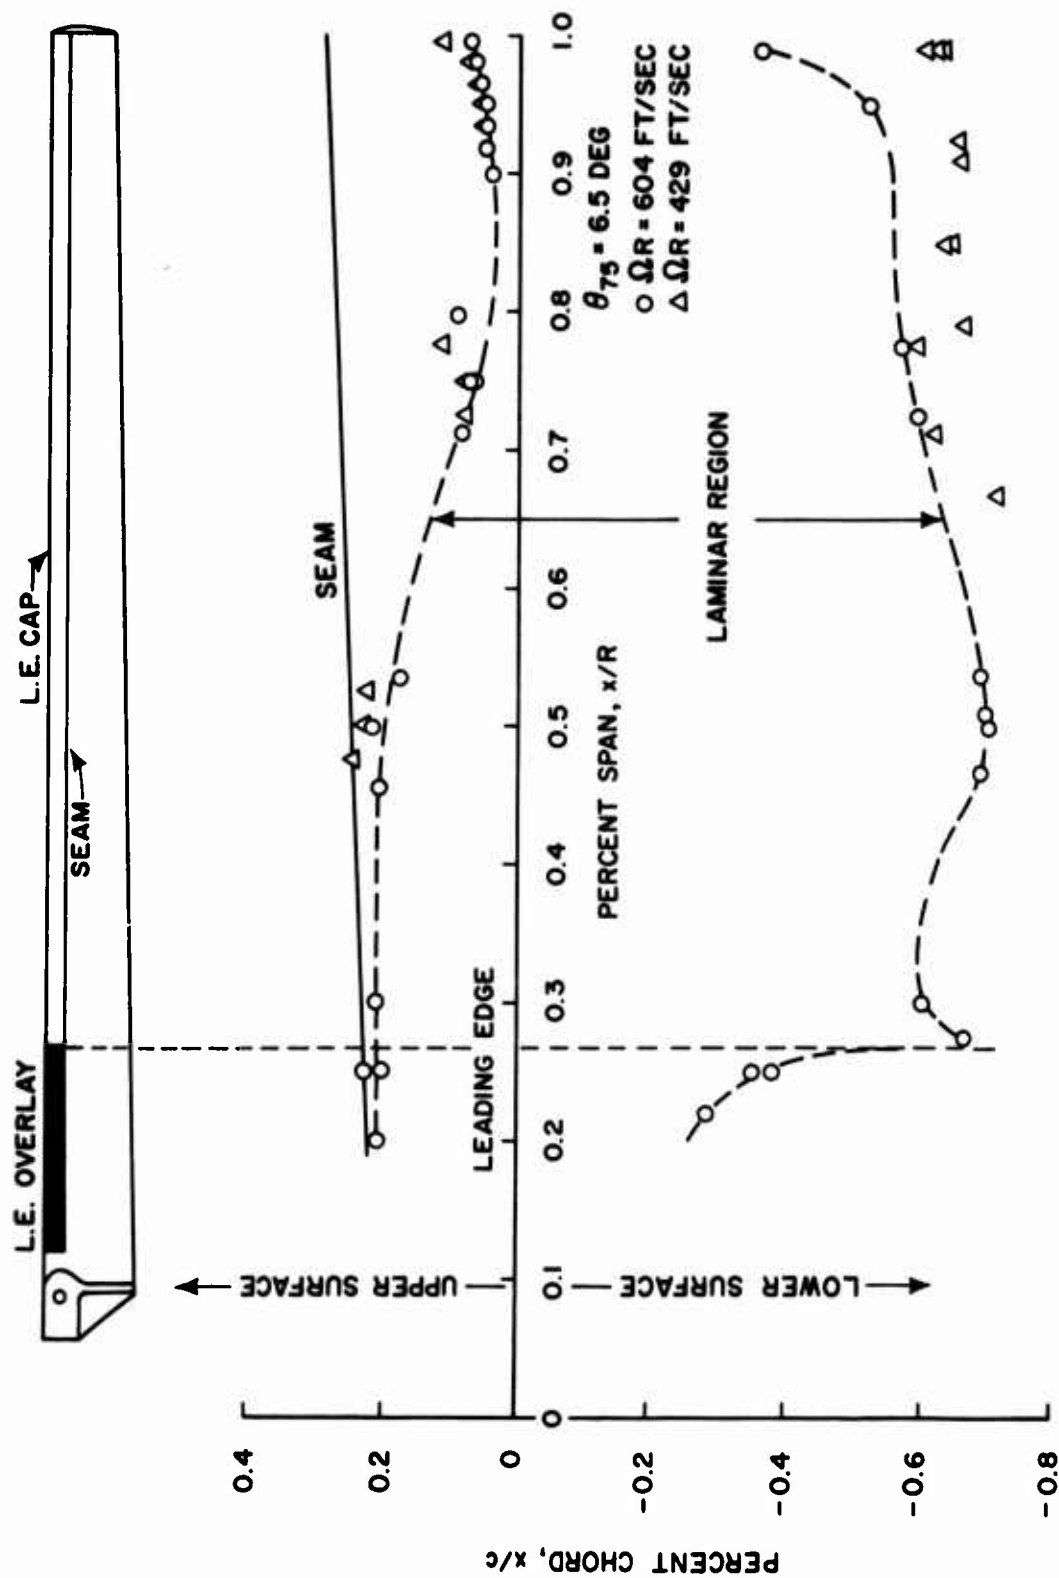 L.E. OVERLAY
L.E. CAP
SEAM
SEAM
UPPER SURFACE
LEADING EDGE
LOWER SURFACE
PERCENT CHORD, x/c
0.4
0.2
0
-0.2
-0.4
-0.6
-0.8
0
0.1
0.2
0.3
0.4
0.5
0.6
0.7
0.8
0.9
1.0
PERCENT SPAN, x/R
LAMINAR REGION
θ75 = 6.5 DEG
○ ΩR = 604 FT/SEC
△ ΩR = 429 FT/SEC